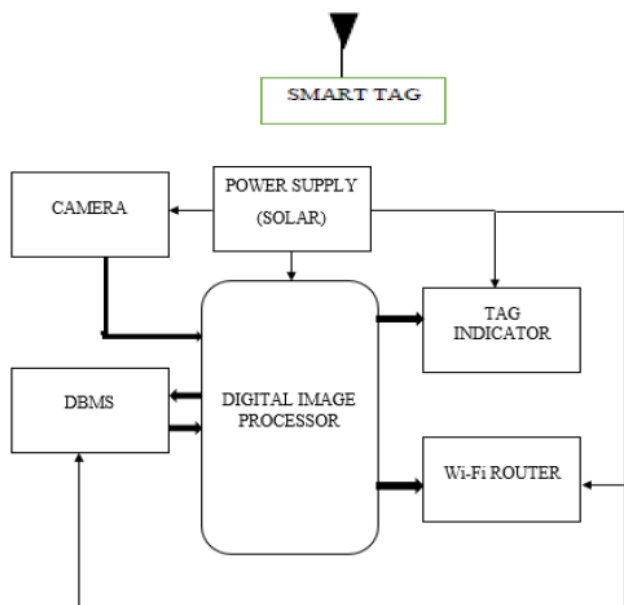 SMART TAG
POWER SUPPLY
(SOLAR)
CAMERA
TAG
INDICATOR
DBMS
DIGITAL IMAGE
PROCESSOR
Wi-Fi ROUTER